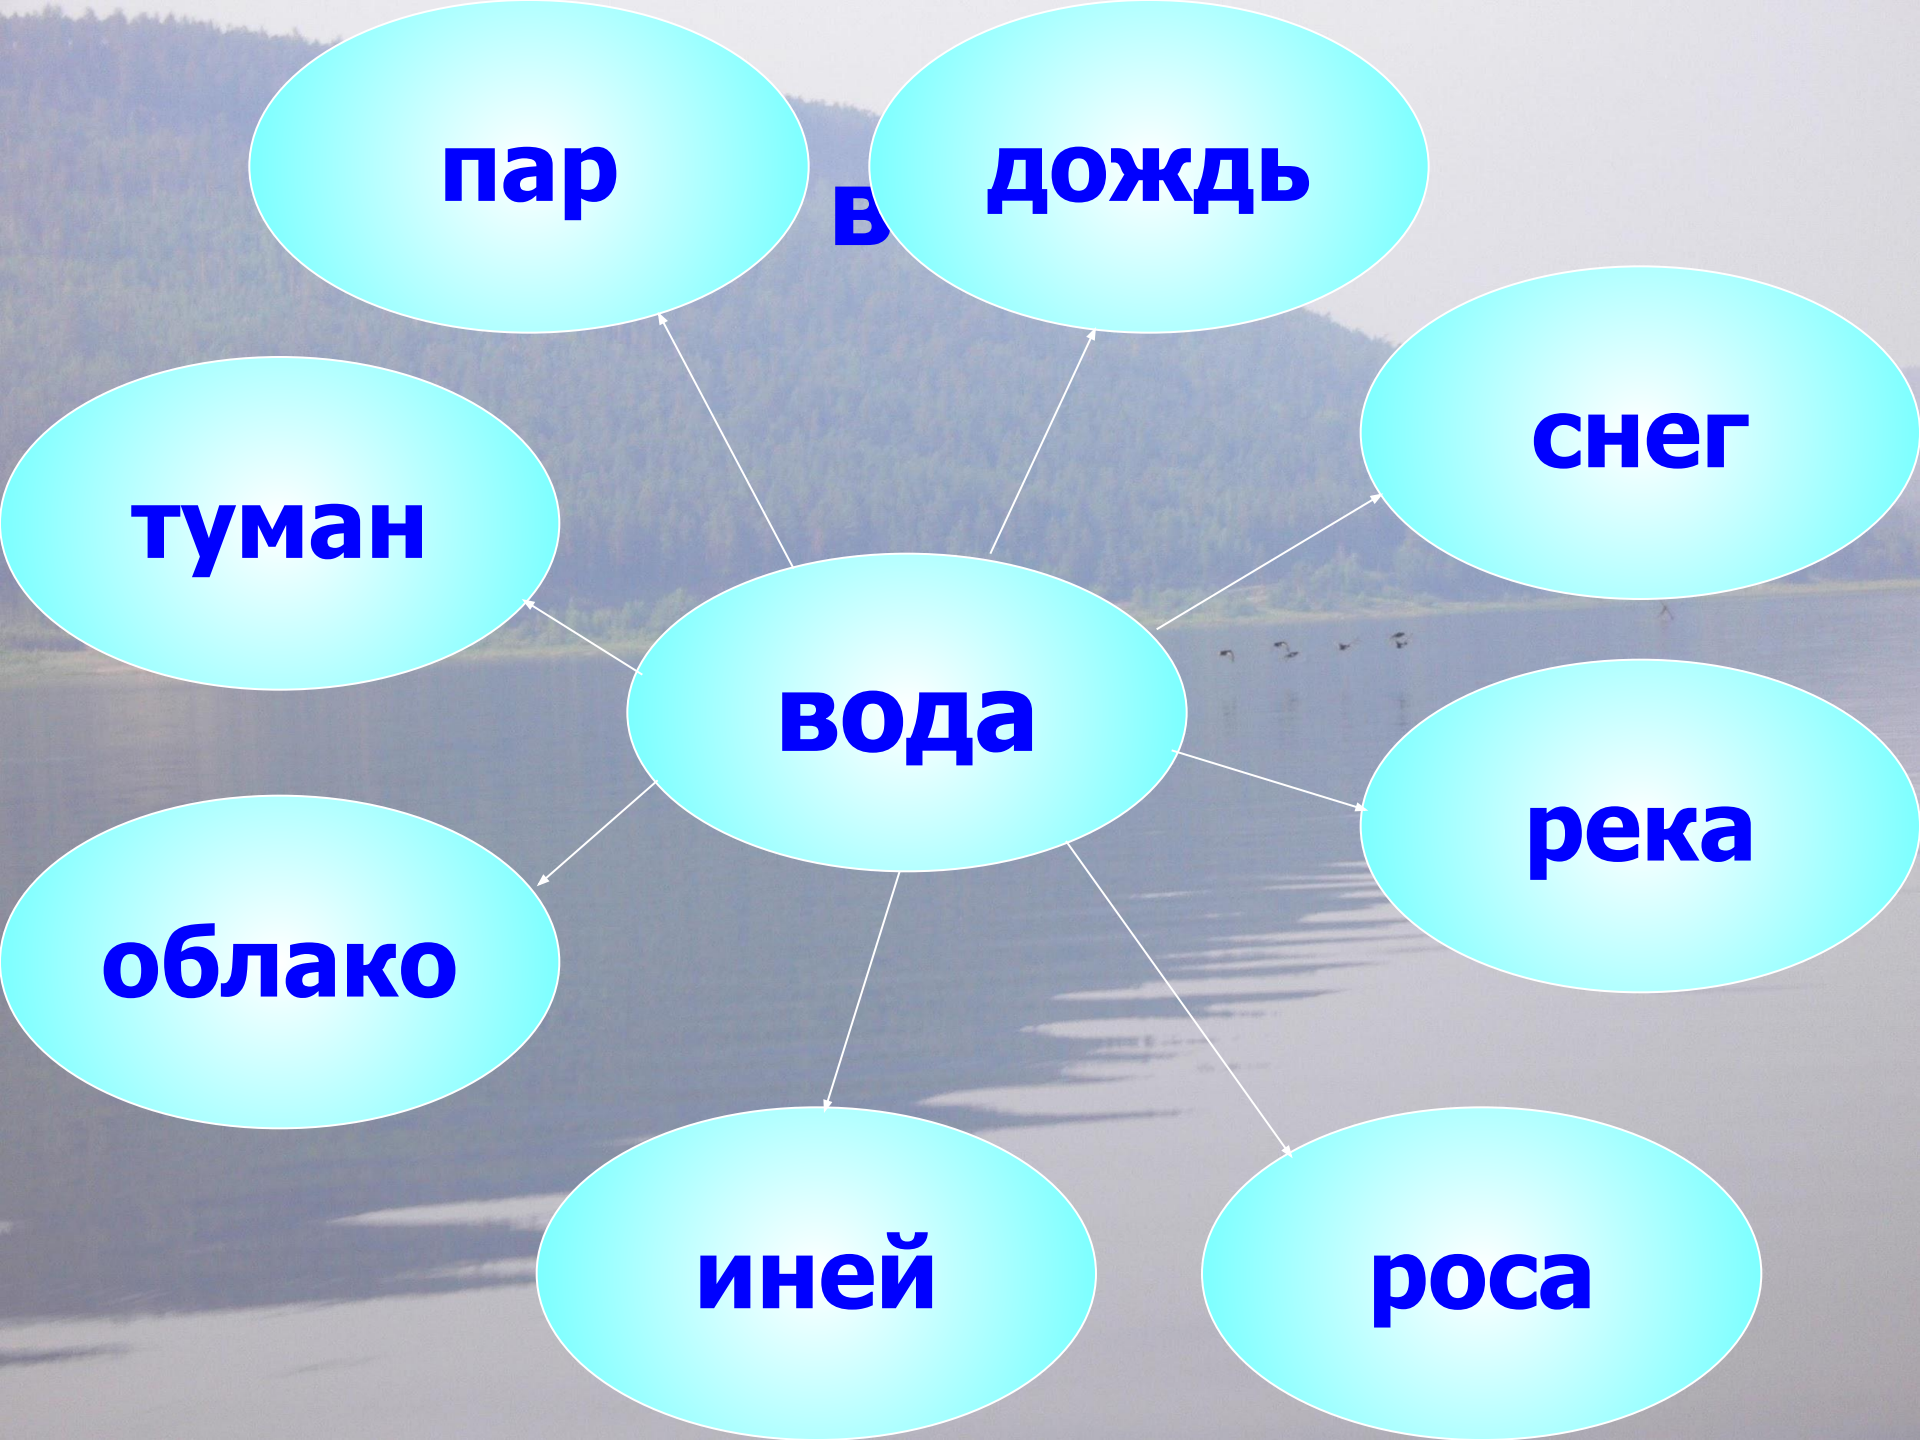 пар
дождь
в
снег
туман
вода
река
облако
иней
роса